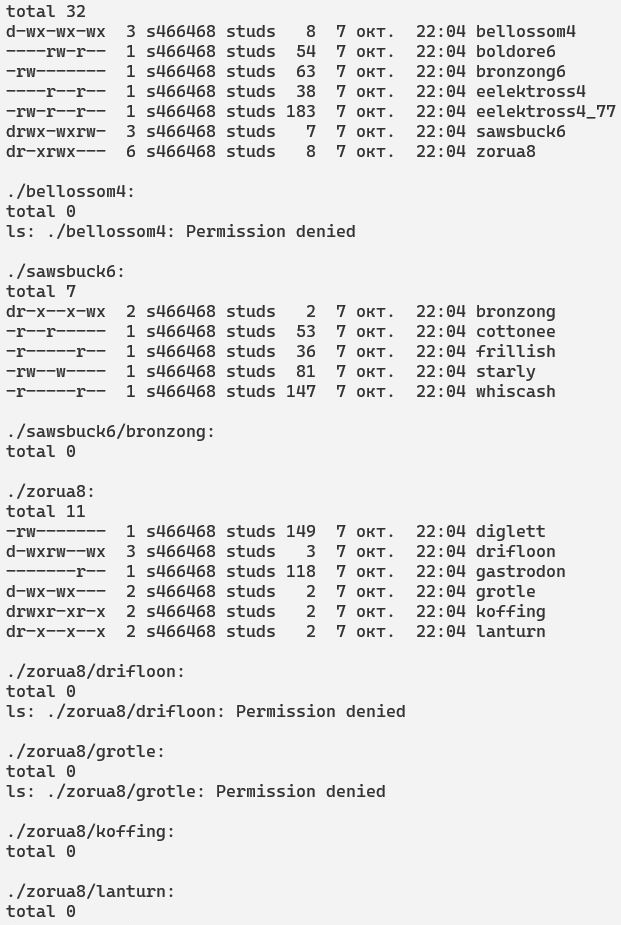 total 32
d-wx-wx-wx  3 s466468 studs   8  7 окт.  22:04 bellossom4
----rw-r--  1 s466468 studs  54  7 окт.  22:04 boldore6
-rw-------  1 s466468 studs  63  7 окт.  22:04 bronzong6
----r--r--  1 s466468 studs  38  7 окт.  22:04 eelektross4
-rw-r--r--  1 s466468 studs 183  7 окт.  22:04 eelektross4_77
drwx-wxrw-  3 s466468 studs   7  7 окт.  22:04 sawsbuck6
dr-xrwx---  6 s466468 studs   8  7 окт.  22:04 zorua8

./bellossom4:
total 0
ls: ./bellossom4: Permission denied

./sawsbuck6:
total 7
dr-x--x-wx  2 s466468 studs   2  7 окт.  22:04 bronzong
-r--r-----  1 s466468 studs  53  7 окт.  22:04 cottonee
-r-----r--  1 s466468 studs  36  7 окт.  22:04 frillish
-rw--w----  1 s466468 studs  81  7 окт.  22:04 starly
-r-----r--  1 s466468 studs 147  7 окт.  22:04 whiscash

./sawsbuck6/bronzong:
total 0

./zorua8:
total 11
-rw-------  1 s466468 studs 149  7 окт.  22:04 diglett
d-wxrw--wx  3 s466468 studs   3  7 окт.  22:04 drifloon
-------r--  1 s466468 studs 118  7 окт.  22:04 gastrodon
d-wx-wx---  2 s466468 studs   2  7 окт.  22:04 grotle
drwxr-xr-x  2 s466468 studs   2  7 окт.  22:04 koffing
dr-x--x--x  2 s466468 studs   2  7 окт.  22:04 lanturn

./zorua8/drifloon:
total 0
ls: ./zorua8/drifloon: Permission denied

./zorua8/grotle:
total 0
ls: ./zorua8/grotle: Permission denied

./zorua8/koffing:
total 0

./zorua8/lanturn:
total 0